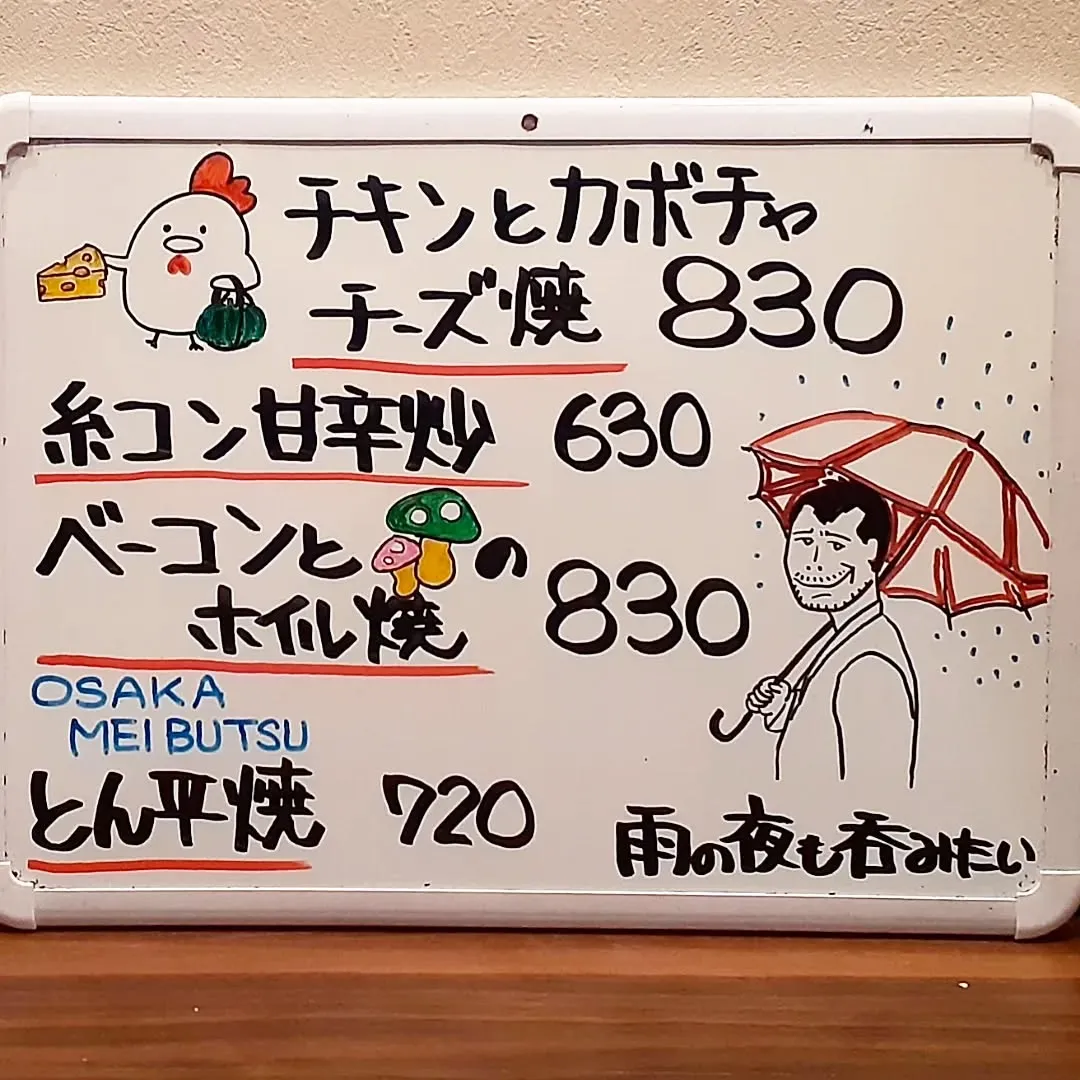 チキンとカボチャ
チーズ焼 830
糸コン甘辛炒 630
ベーコンと の
ホイル焼 830
OSAKA
MEIBUTSU
とん平焼 720
雨の夜も呑みたい